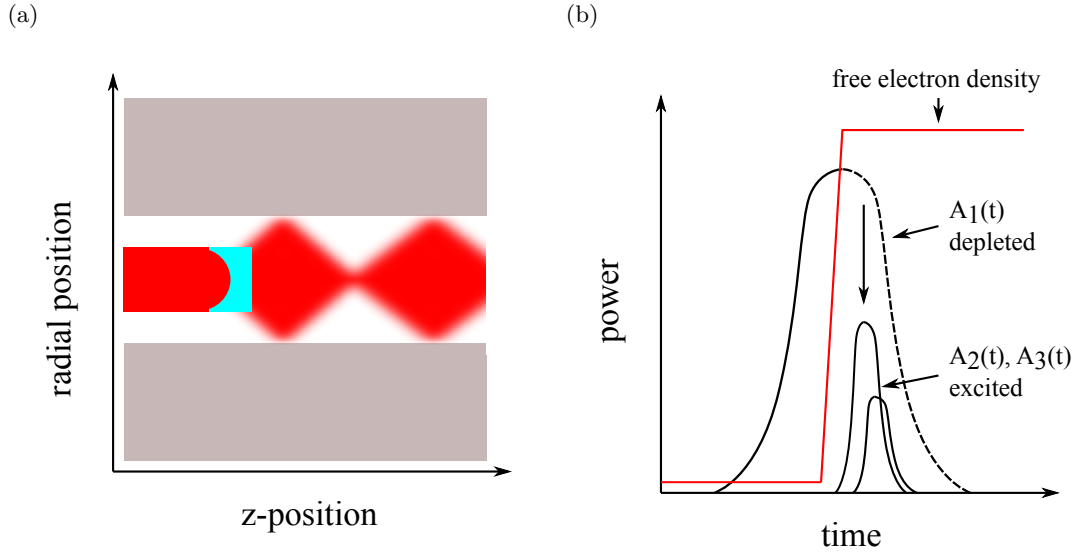 (a)
radial position
z-position
(b)
free electron density
power
A1(t)
depleted
A2(t), A3(t)
excited
time